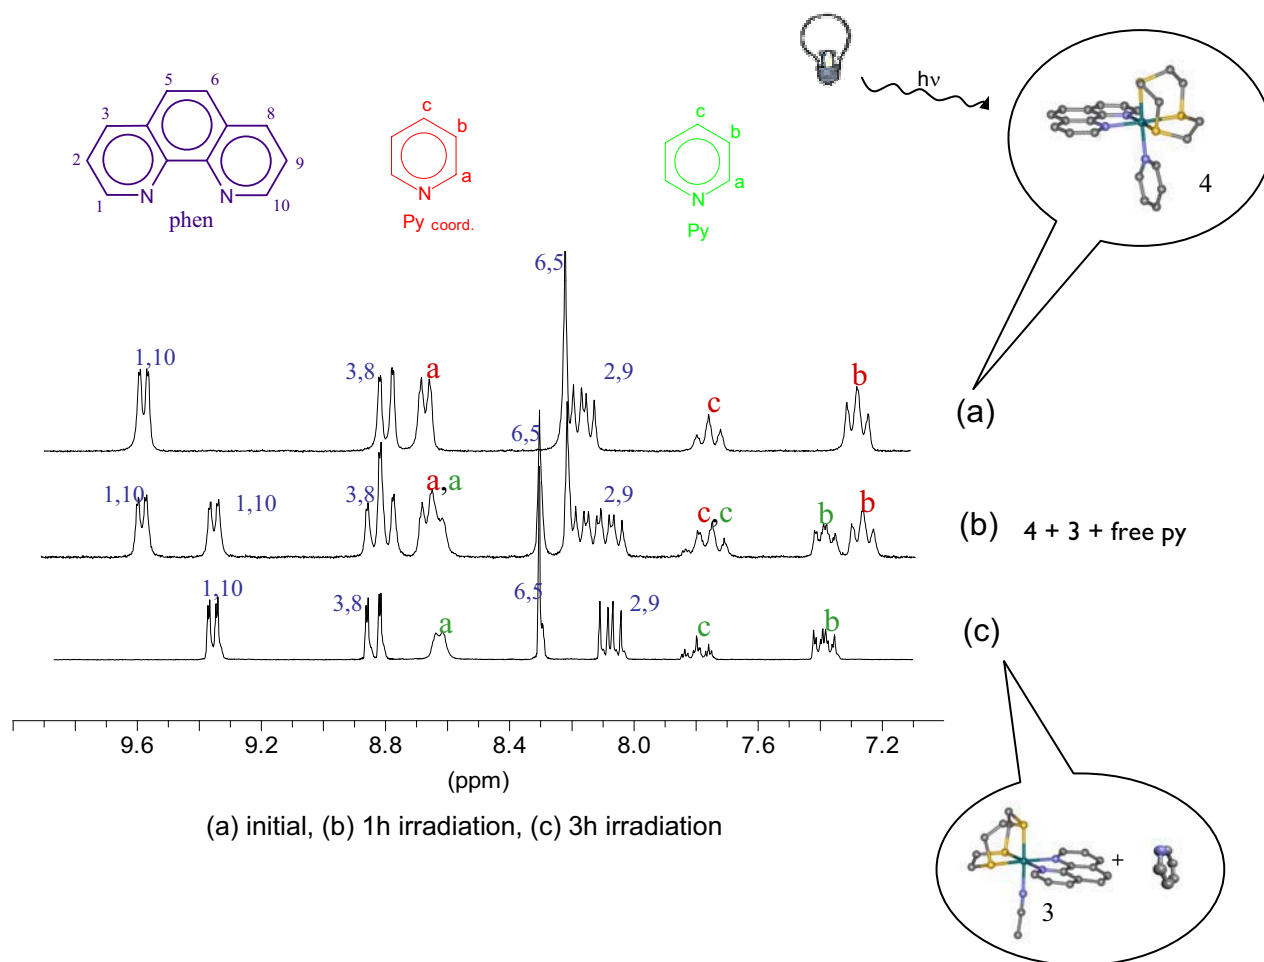 hν
5 6
3 8
2 9
N N
1 10
phen
c
b
a
N
Py coord.
c
b
a
N
Py
4
6,5
1,10 3,8 a 2,9 c b
(a)
6,5
1,10 1,10 3,8 a,a 2,9 c,c b b
(b) 4 + 3 + free py
1,10 3,8 a 6,5 2,9 c b
(c)
9.6 9.2 8.8 8.4 8.0 7.6 7.2
(ppm)
(a) initial, (b) 1h irradiation, (c) 3h irradiation
+
3